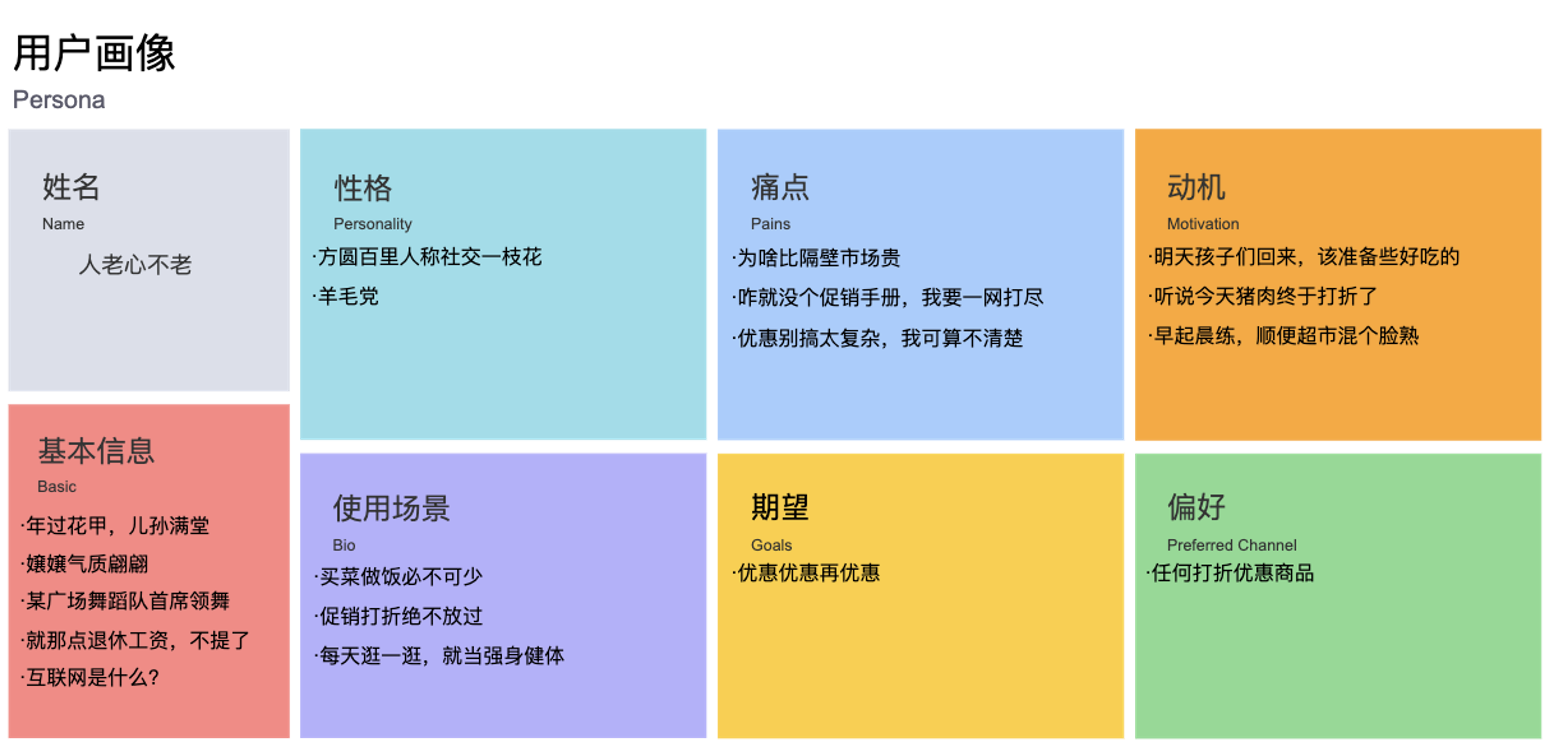 用户画像
Persona
姓名
Name
人老心不老
基本信息
Basic
·年过花甲，儿孙满堂
·嬢嬢气质翩翩
·某广场舞蹈队首席领舞
·就那点退休工资，不提了
·互联网是什么？
性格
Personality
·方圆百里人称社交一枝花
·羊毛党
使用场景
Bio
·买菜做饭必不可少
·促销打折绝不放过
·每天逛一逛，就当强身健体
痛点
Pains
·为啥比隔壁市场贵
·咋就没个促销手册，我要一网打尽
·优惠别搞太复杂，我可算不清楚
期望
Goals
·优惠优惠再优惠
动机
Motivation
·明天孩子们回来，该准备些好吃的
·听说今天猪肉终于打折了
·早起晨练，顺便超市混个脸熟
偏好
Preferred Channel
·任何打折优惠商品